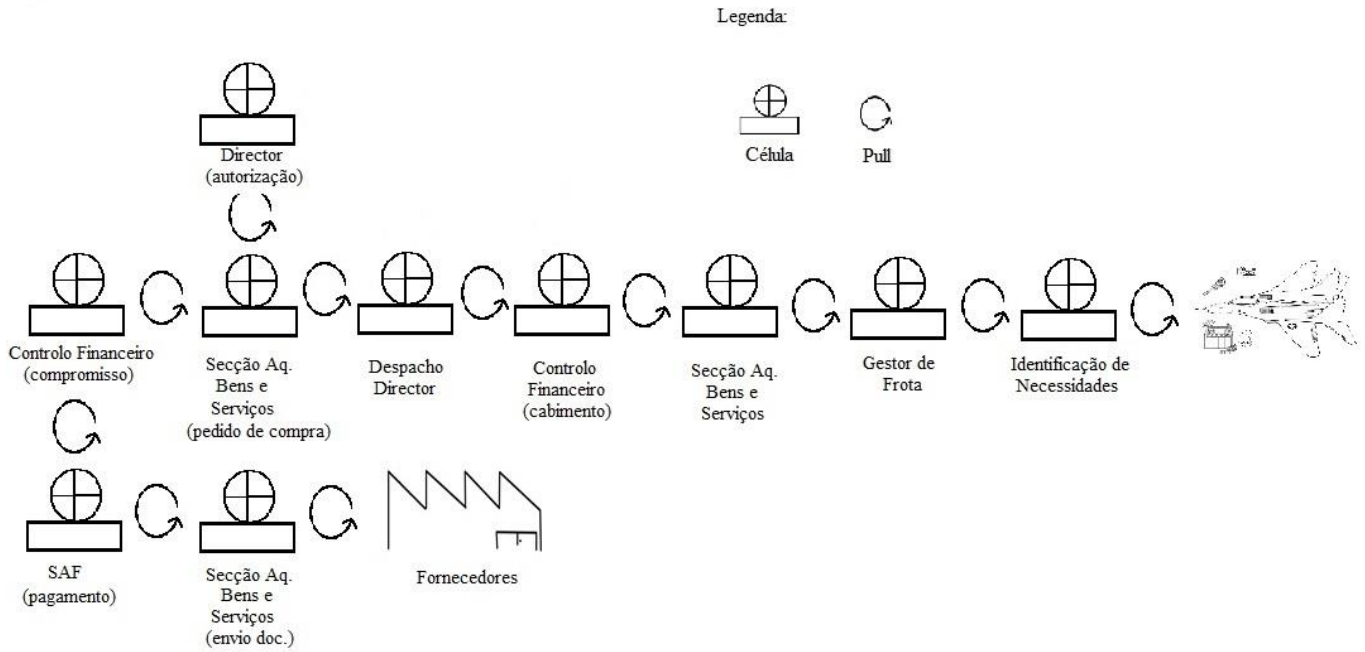 Legenda:
Célula
Pull
Director
(autorização)
Controlo Financeiro
(compromisso)
Secção Aq.
Bens e
Serviços
(pedido de compra)
Despacho
Director
Controlo
Financeiro
(cabimento)
Secção Aq.
Bens e
Serviços
Gestor de
Frota
Identificação de
Necessidades
SAF
(pagamento)
Secção Aq.
Bens e
Serviços
(envio doc.)
Fornecedores